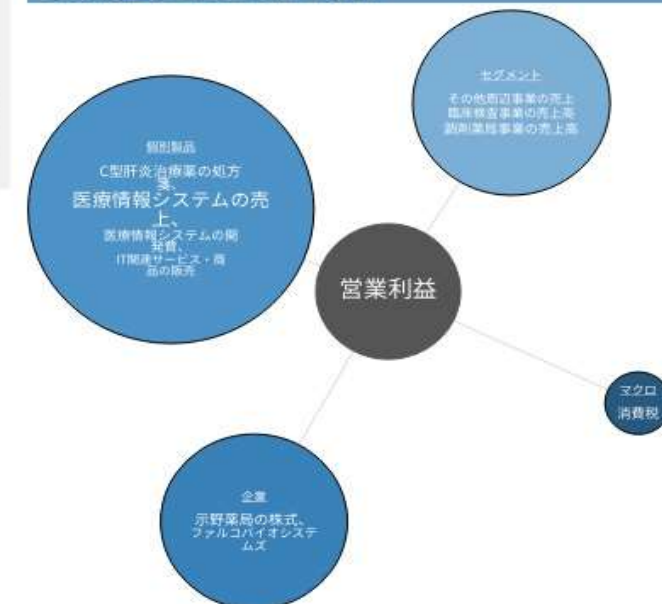 セグメント
その他周辺事業の売上
臨床検査事業の売上高
調剤薬局事業の売上高
個別製品
C型肝炎治療薬の処方
箋、
医療情報システムの売
上、
医療情報システムの開
発費、
IT関連サービス・商
品の販売
営業利益
マクロ
消費税
企業
示野薬局の株式、
ファルコバイオシステ
ムズ